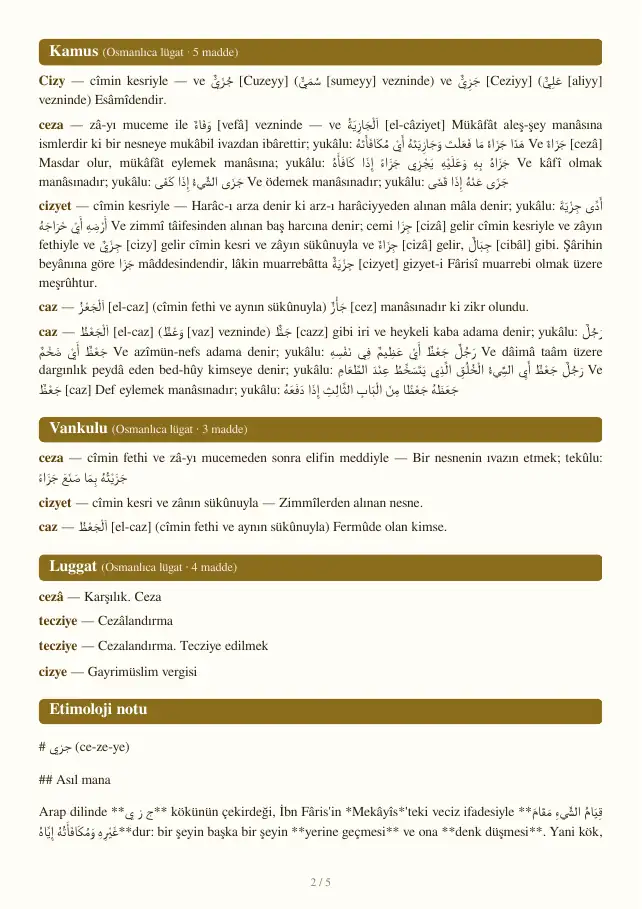 Kamus (Osmanlıca lügat · 5 madde)
Cizy — cîmin kesriyle — ve جُزَيٌّ [Cuzeyy] (سُمَيٌّ [sumeyy] vezninde) ve جَزِيٌّ [Ceziyy] (عَلِيٌّ [aliyy]
vezninde) Esâmîdendir.
ceza — zâ-yı muceme ile وَفَاءٌ [vefâ] vezninde — ve اَلْجَازِيَةُ [el-câziyet] Mükâfât aleş-şey manâsına
ismlerdir ki bir nesneye mukâbil ivazdan ibârettir; yukâlu: هَذَا جَزَاءُ مَا فَعَلْتَ وَجَازِيَتُهُ أَيْ مُكَافَأَتُهُ Ve جَزَاءٌ [cezâ]
Masdar olur, mükâfât eylemek manâsına; yukâlu: جَزَاهُ بِهِ وَعَلَيْهِ يَجْزِي جَزَاءً إِذَا كَافَأَهُ Ve kâfî olmak
manâsınadır; yukâlu: جَزَى الشَّيْءُ إِذَا كَفَى Ve ödemek manâsınadır; yukâlu: جَزَى عَنْهُ إِذَا قَضَى
cizyet — cîmin kesriyle — Harâc-ı arza denir ki arz-ı harâciyyeden alınan mâla denir; yukâlu: أَدَّى جِزْيَةَ
أَرْضِهِ أَيْ خَرَاجَهُ Ve zimmî tâifesinden alınan baş harcına denir; cemi جِزَا [cizâ] gelir cîmin kesriyle ve zâyın
fethiyle ve جِزْيٌ [cizy] gelir cîmin kesri ve zâyın sükûnuyla ve جِزَاءٌ [cizâ] gelir, جِبَالٌ [cibâl] gibi. Şârihin
beyânına göre جَزَا mâddesindendir, lâkin muarrebâtta جِزْيَةٌ [cizyet] gizyet-i Fârisî muarrebi olmak üzere
meşrûhtur.
caz — اَلْجَعْزُ [el-caz] (cîmin fethi ve aynın sükûnuyla) جَأْزٌ [cez] manâsınadır ki zikr olundu.
caz — اَلْجَعْظُ [el-caz] (وَعْظٌ [vaz] vezninde) جَظٌّ [cazz] gibi iri ve heykeli kaba adama denir; yukâlu: رَجُلٌ
جَعْظٌ أَيْ ضَخْمٌ Ve azîmün-nefs adama denir; yukâlu: رَجُلٌ جَعْظٌ أَيْ عَظِيمٌ فِي نَفْسِهِ Ve dâimâ taâm üzere
dargınlık peydâ eden bed-hûy kimseye denir; yukâlu: رَجُلٌ جَعْظٌ أَيِ السَّيِّءُ الْخُلُقِ الَّذِي يَتَسَخَّطُ عِنْدَ الطَّعَامِ Ve
جَعْظٌ [caz] Def eylemek manâsınadır; yukâlu: جَعَظَهُ جَعْظًا مِنَ الْبَابِ الثَّالِثِ إِذَا دَفَعَهُ
Vankulu (Osmanlıca lügat · 3 madde)
ceza — cîmin fethi ve zâ-yı mucemeden sonra elifin meddiyle — Bir nesnenin ıvazın etmek; tekûlu:
جَزَيْتُهُ بِمَا صَنَعَ جَزَاءً
cizyet — cîmin kesri ve zânın sükûnuyla — Zimmîlerden alınan nesne.
caz — اَلْجَعْظُ [el-caz] (cîmin fethi ve aynın sükûnuyla) Fermûde olan kimse.
Luggat (Osmanlıca lügat · 4 madde)
cezâ — Karşılık. Ceza
tecziye — Cezâlandırma
tecziye — Cezalandırma. Tecziye edilmek
cizye — Gayrimüslim vergisi
Etimoloji notu
# جزي (ce-ze-ye)
## Asıl mana
Arap dilinde **ج ز ي** kökünün çekirdeği, İbn Fâris'in *Mekâyîs*'teki veciz ifadesiyle **قِيَامُ الشَّيْءِ مَقَامَ
غَيْرِهِ وَمُكَافَأَتُهُ إِيَّاهُ**dur: bir şeyin başka bir şeyin **yerine geçmesi** ve ona **denk düşmesi**. Yani kök,
2 / 5